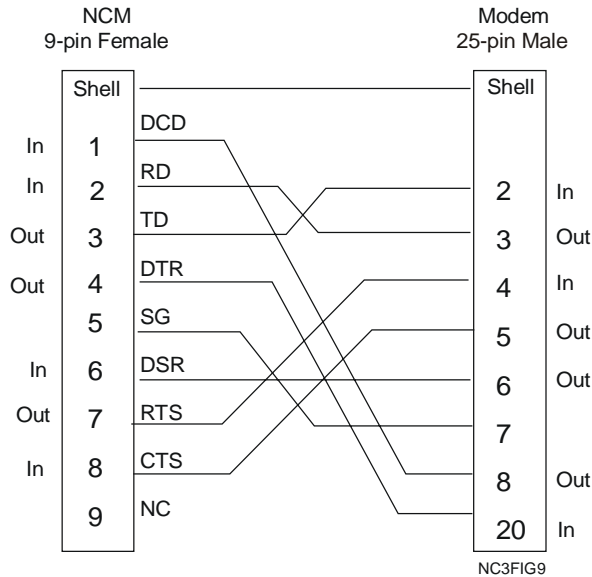 NCM
9-pin Female
Modem
25-pin Male
Shell
Shell
In 1 DCD
In 2 RD
2 In
Out 3 TD
3 Out
Out 4 DTR
4 In
5 SG
5 Out
In 6 DSR
6 Out
Out 7 RTS
7
In 8 CTS
8 Out
9 NC
20 In
NC3FIG9